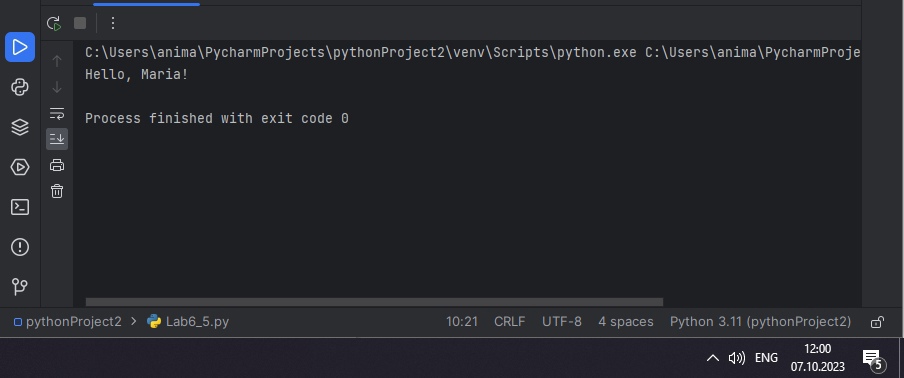 C:\Users\anima\PycharmProjects\pythonProject2\venv\Scripts\python.exe C:\Users\anima\PycharmProje
Hello, Maria!
Process finished with exit code 0
pythonProject2 > Lab6_5.py 10:21 CRLF UTF-8 4 spaces Python 3.11 (pythonProject2)
ENG 12:00
07.10.2023 5